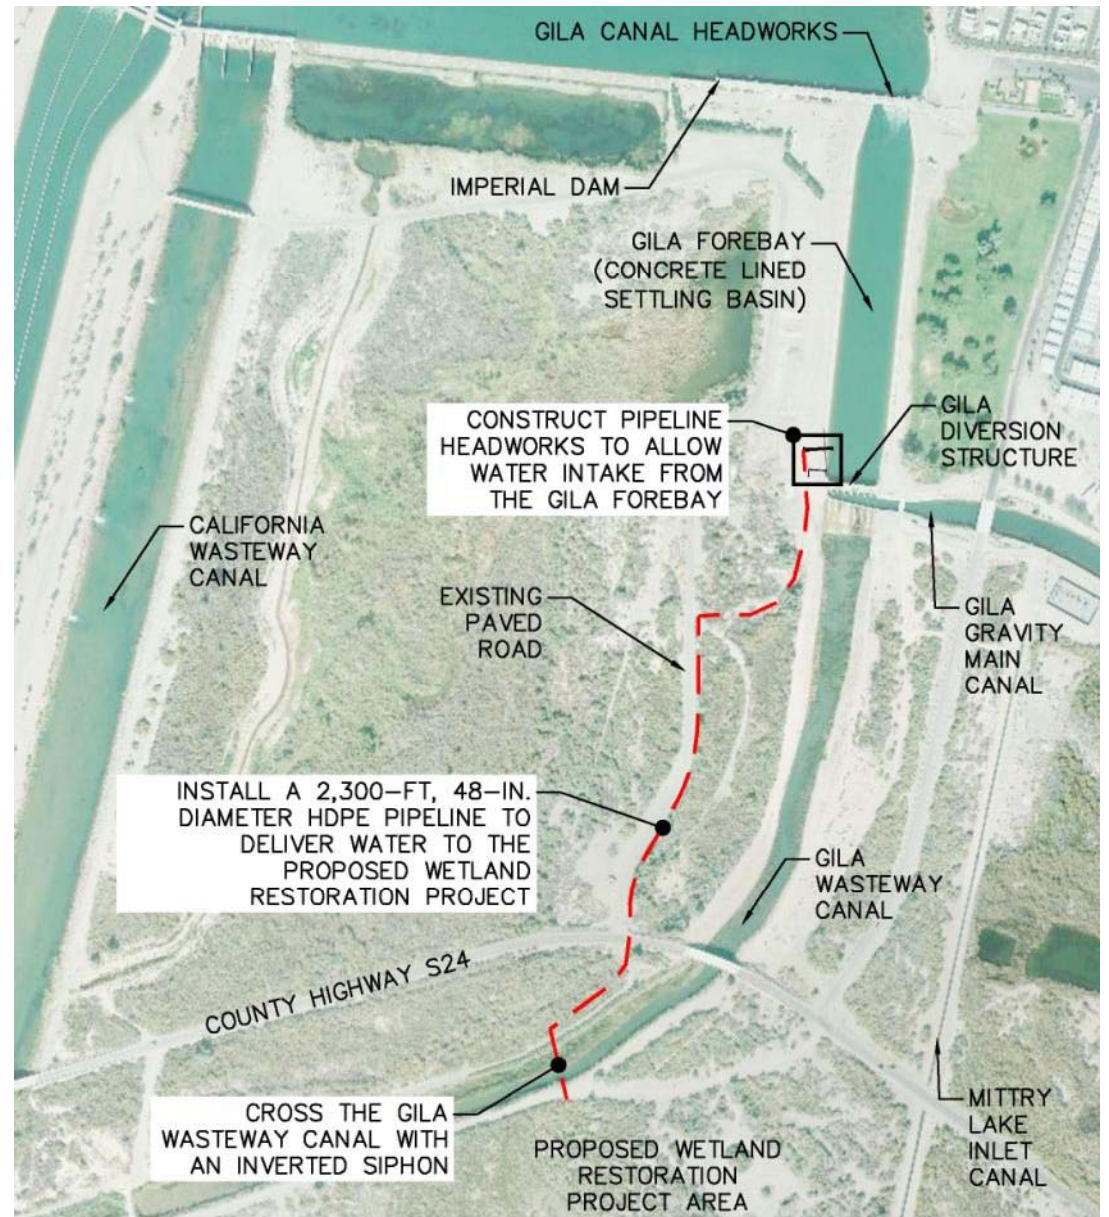 GILA CANAL HEADWORKS
IMPERIAL DAM
GILA FOREBAY
(CONCRETE LINED
SETTLING BASIN)
CONSTRUCT PIPELINE
HEADWORKS TO ALLOW
WATER INTAKE FROM
THE GILA FOREBAY
GILA
DIVERSION
STRUCTURE
CALIFORNIA
WASTEWAY
CANAL
EXISTING
PAVED
ROAD
GILA
GRAVITY
MAIN
CANAL
INSTALL A 2,300-FT, 48-IN.
DIAMETER HDPE PIPELINE TO
DELIVER WATER TO THE
PROPOSED WETLAND
RESTORATION PROJECT
GILA
WASTEWAY
CANAL
COUNTY HIGHWAY S24
CROSS THE GILA
WASTEWAY CANAL WITH
AN INVERTED SIPHON
PROPOSED WETLAND
RESTORATION
PROJECT AREA
MITTRY
LAKE
INLET
CANAL